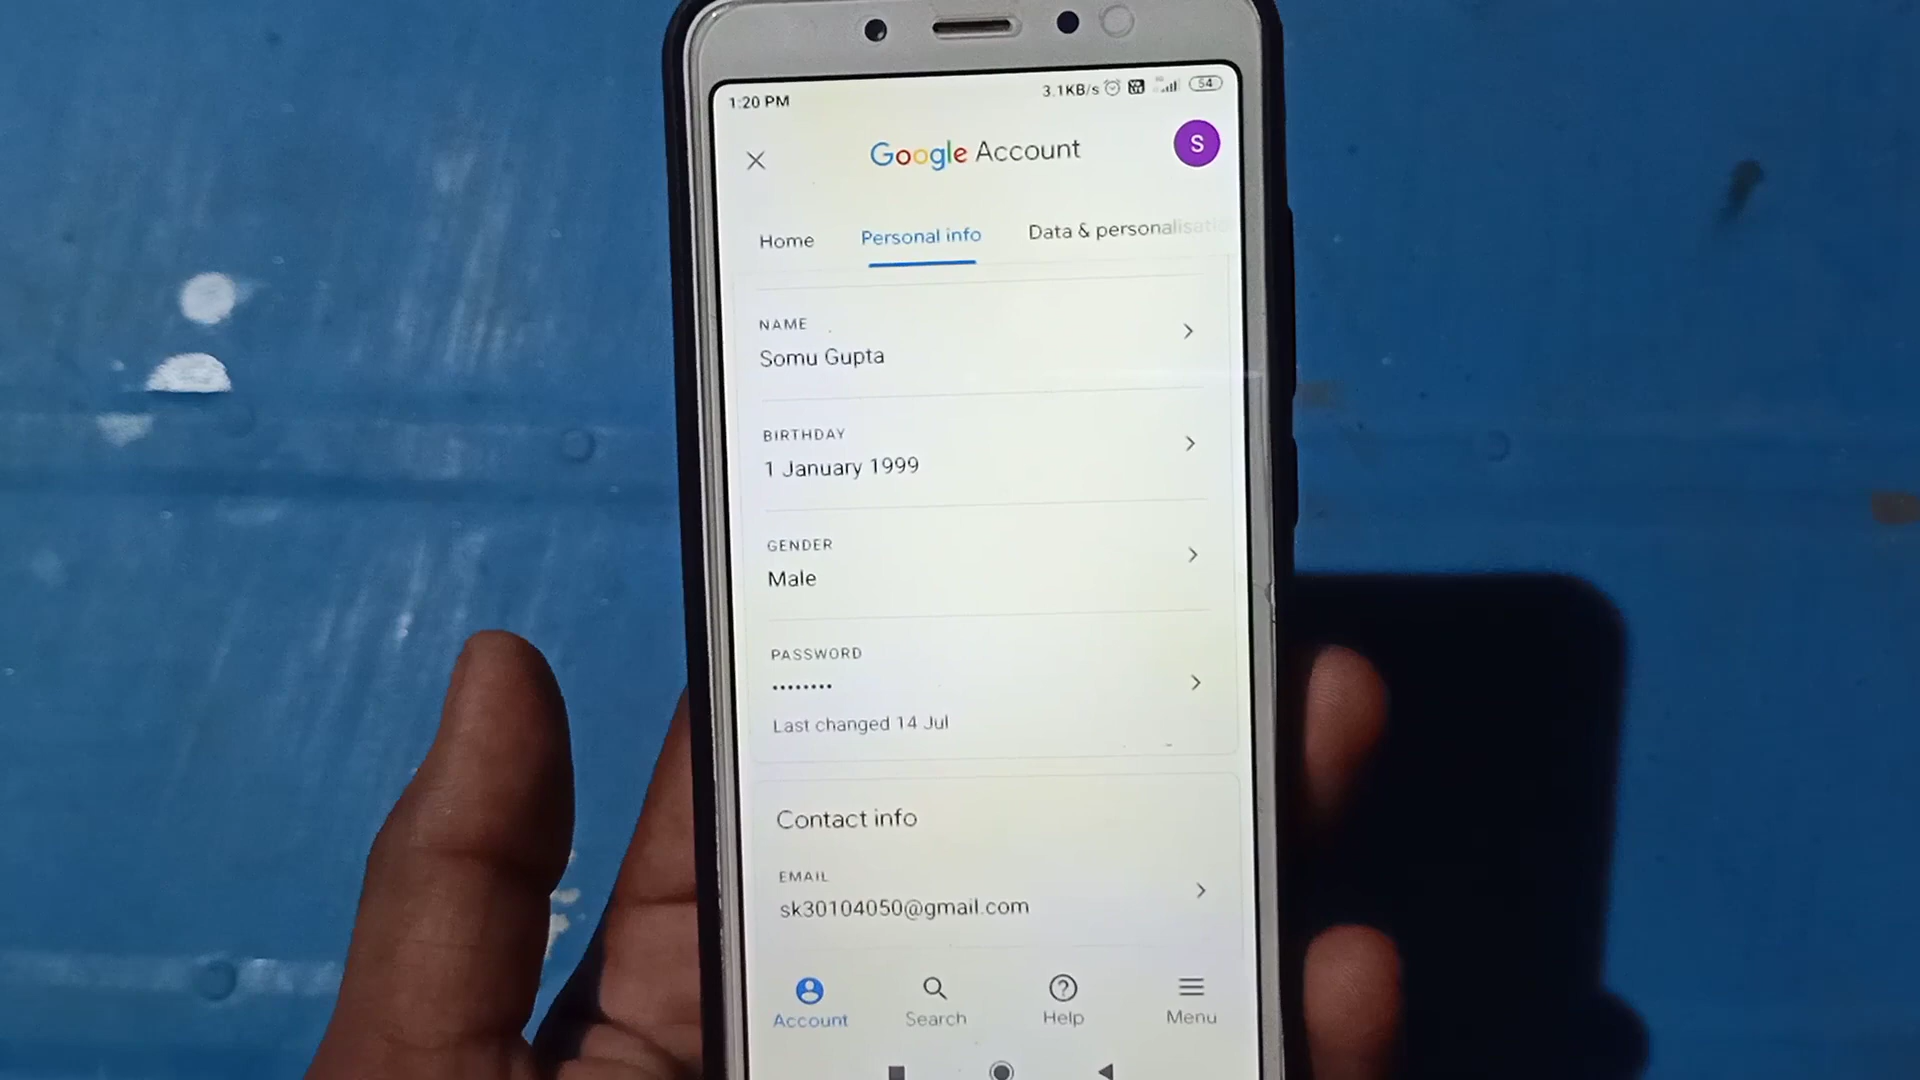 1:20 PM 3.1KB/s 54
Google Account S
Home Personal info Data & personalisation
NAME
Somu Gupta
BIRTHDAY
1 January 1999
GENDER
Male
PASSWORD
••••••••
Last changed 14 Jul
Contact info
EMAIL
sk30104050@gmail.com
Account Search Help Menu